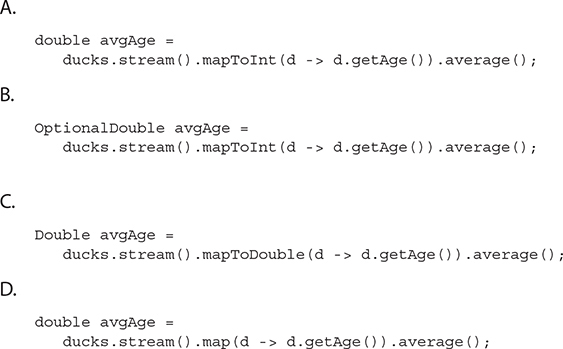 A.
double avgAge =
ducks.stream().mapToInt(d -> d.getAge()).average();
B.
OptionalDouble avgAge =
ducks.stream().mapToInt(d -> d.getAge()).average();
C.
Double avgAge =
ducks.stream().mapToDouble(d -> d.getAge()).average();
D.
double avgAge =
ducks.stream().map(d -> d.getAge()).average();